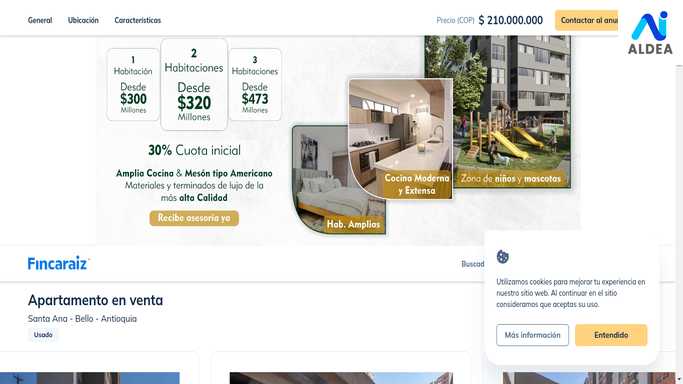 General Ubicación Características Precio (COP) $ 210.000.000 Contactar al anu
ALDEA
1 Habitación Desde $300 Millones
2 Habitaciones Desde $320 Millones
3 Habitaciones Desde $473 Millones
30% Cuota inicial
Amplia Cocina & Mesón tipo Americano
Materiales y terminados de lujo de la
más alta Calidad
Recibe asesoría ya
Hab. Amplias
Cocina Moderna
y Extensa
Zona de niños y mascotas
Fincaraiz
Buscad
Apartamento en venta
Santa Ana - Bello - Antioquia
Usado
Utilizamos cookies para mejorar tu experiencia en
nuestro sitio web. Al continuar en el sitio
consideramos que aceptas su uso.
Más información Entendido